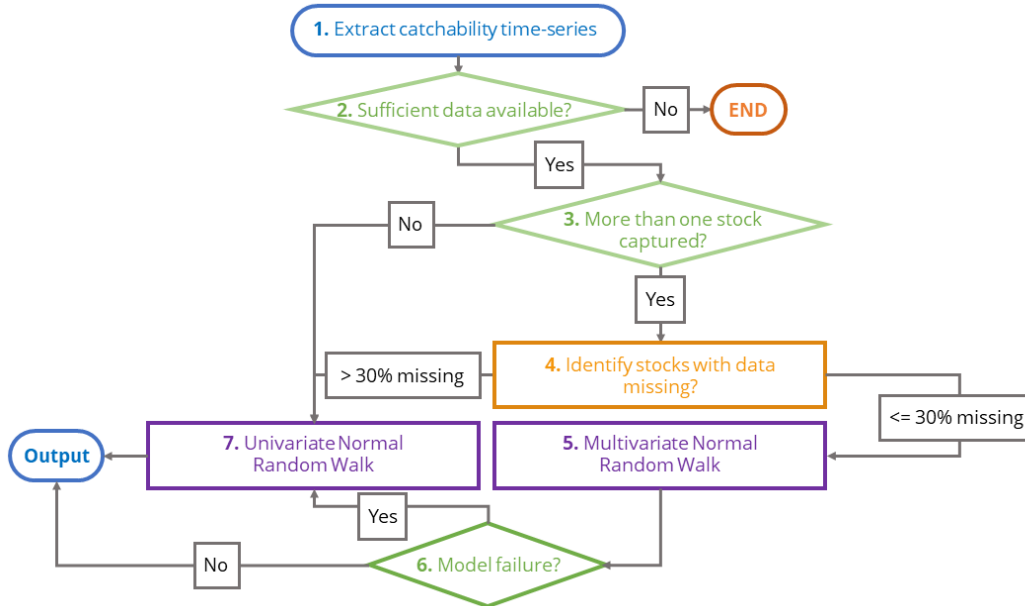 1. Extract catchability time-series
2. Sufficient data available?
No
END
Yes
3. More than one stock
captured?
No
Yes
4. Identify stocks with data
missing?
> 30% missing
<= 30% missing
7. Univariate Normal
Random Walk
5. Multivariate Normal
Random Walk
Output
Yes
6. Model failure?
No